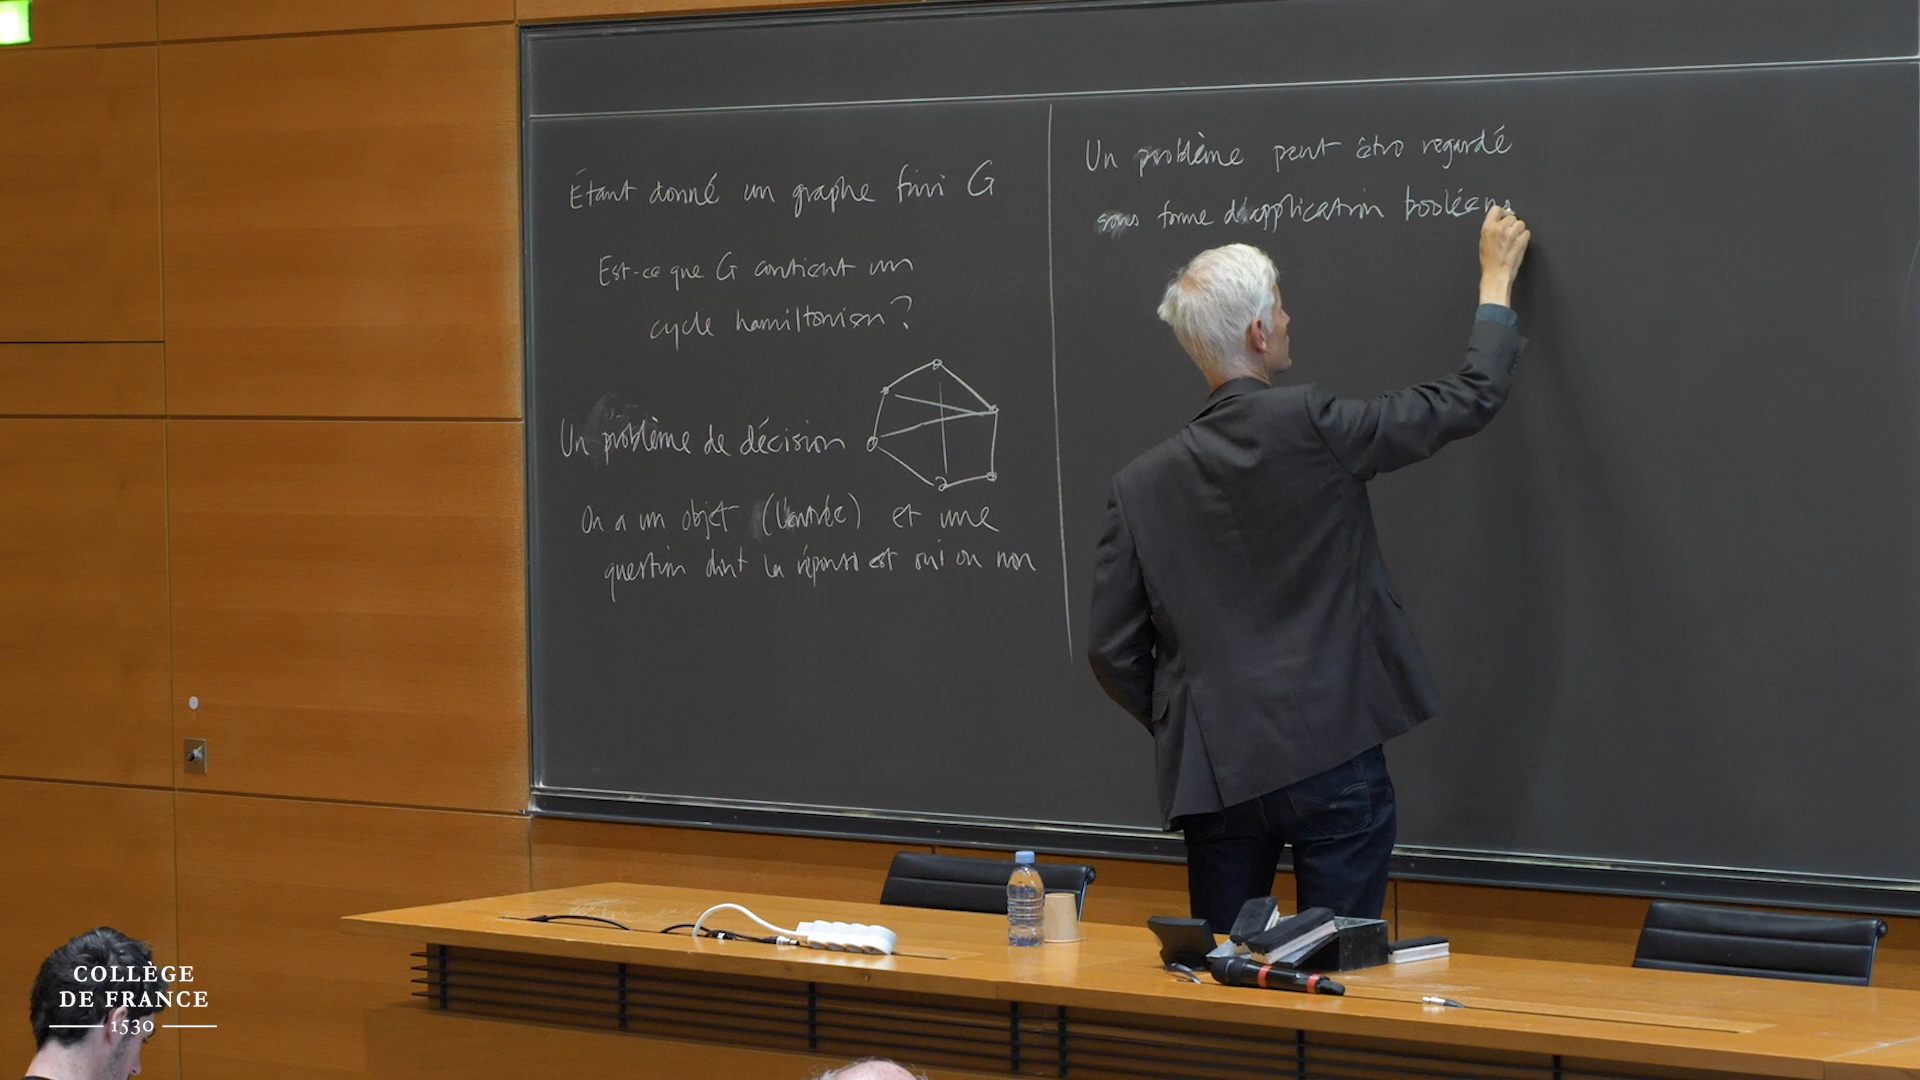 Étant donné un graphe fini G
Est-ce que G contient un
cycle hamiltonien?
Un problème de décision
On a un objet (l'entrée) et une
question dont la réponse est oui ou non
Un problème peut être regardé
sous forme d'application booléenn
COLLÈGE
DE FRANCE
1530